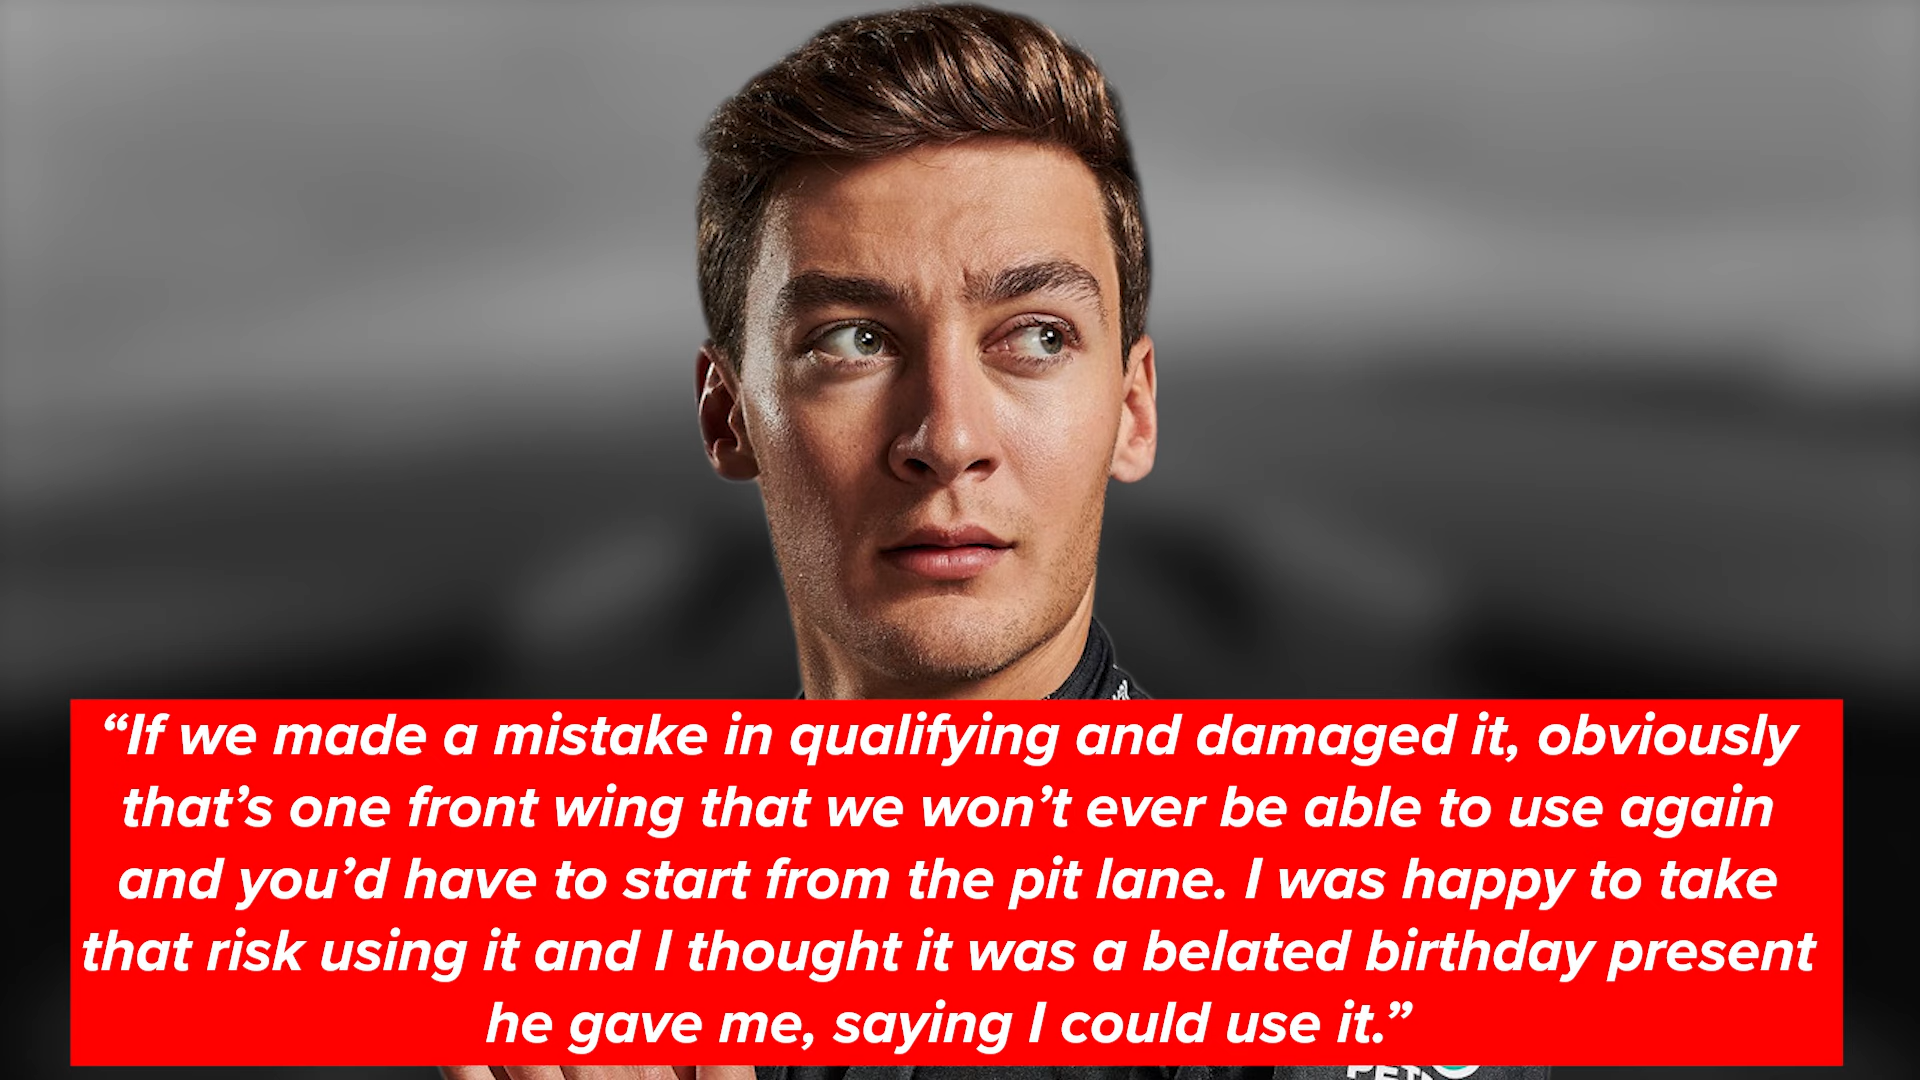 “If we made a mistake in qualifying and damaged it, obviously
that’s one front wing that we won’t ever be able to use again
and you’d have to start from the pit lane. I was happy to take
that risk using it and I thought it was a belated birthday present
he gave me, saying I could use it.”